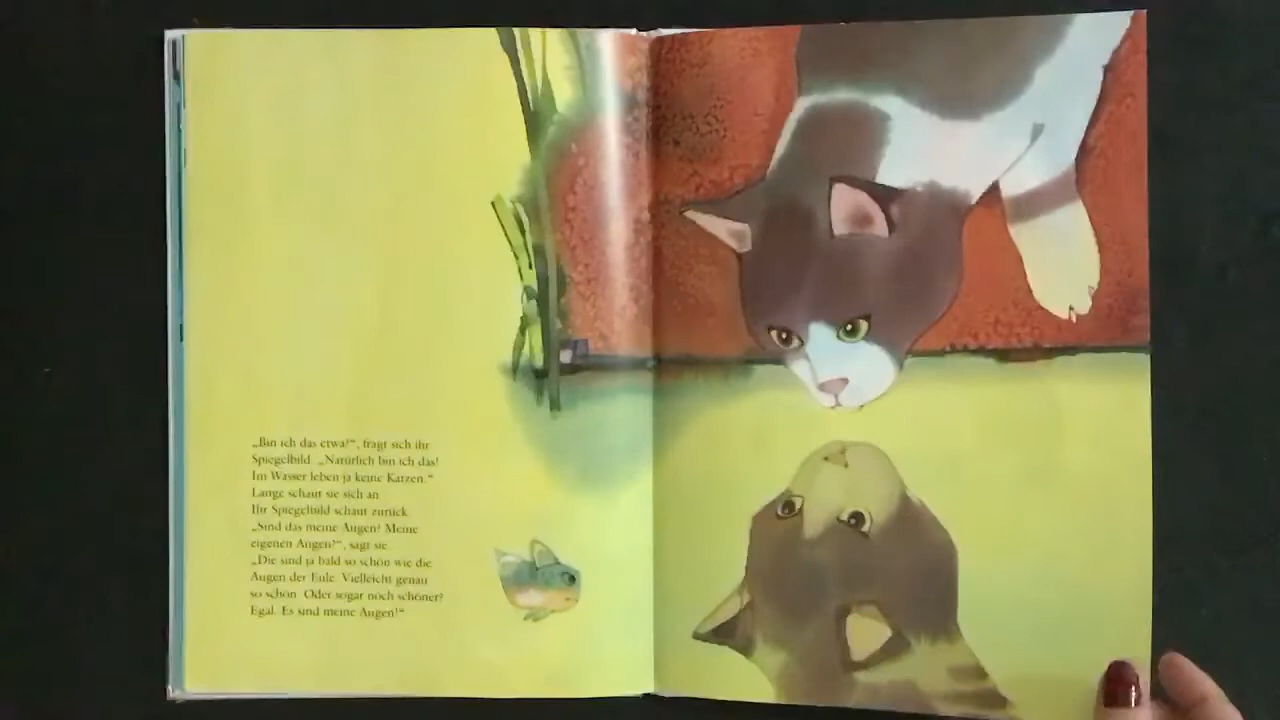 „Bin ich das etwa?“, fragt sich ihr
Spiegelbild. „Natürlich bin ich das!
Im Wasser leben ja keine Katzen.“
Lange schaut sie sich an.
Ihr Spiegelbild schaut zurück.
„Sind das meine Augen? Meine
eigenen Augen?“, sagt sie.
„Die sind ja bald so schön wie die
Augen der Eule. Vielleicht genau
so schön. Oder sogar noch schöner?
Egal. Es sind meine Augen!“